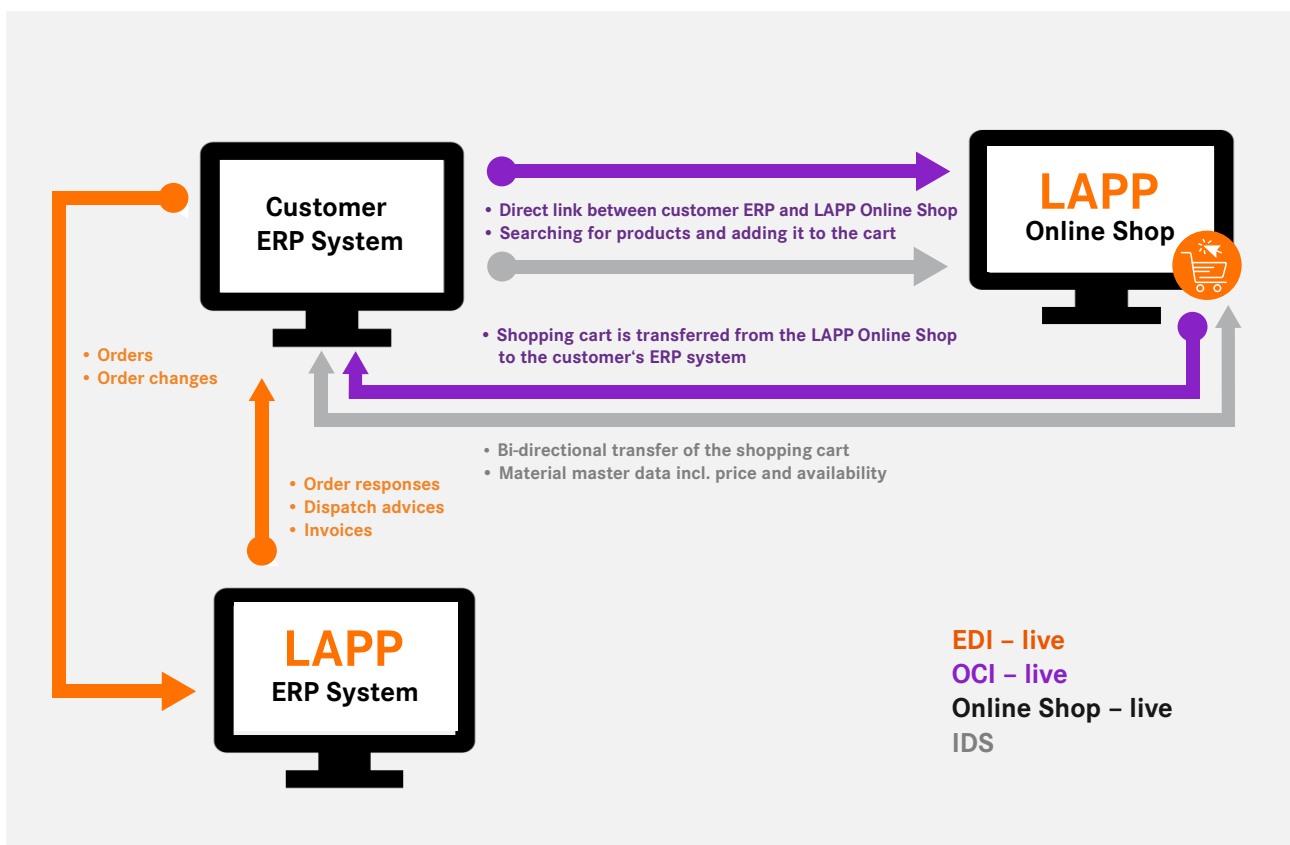 Customer
ERP System
• Direct link between customer ERP and LAPP Online Shop
• Searching for products and adding it to the cart
LAPP
Online Shop
• Shopping cart is transferred from the LAPP Online Shop
to the customer‘s ERP system
• Orders
• Order changes
• Bi-directional transfer of the shopping cart
• Material master data incl. price and availability
• Order responses
• Dispatch advices
• Invoices
LAPP
ERP System
EDI – live
OCI – live
Online Shop – live
IDS